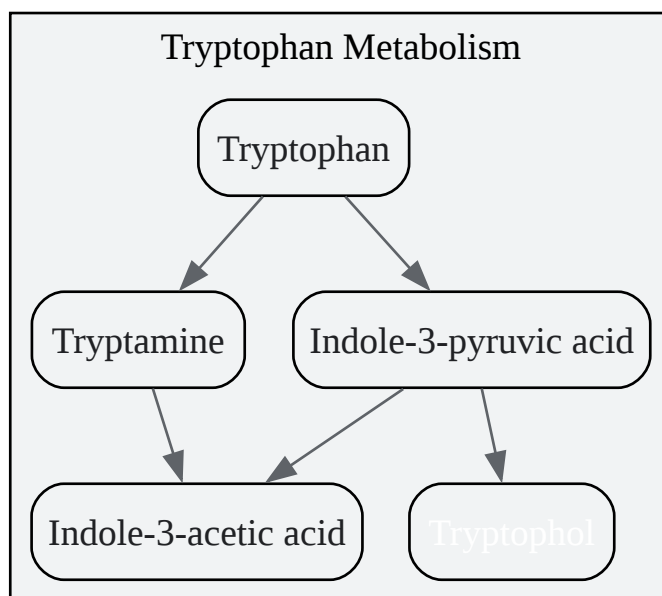 Tryptophan Metabolism
Tryptophan
Tryptamine
Indole-3-pyruvic acid
Indole-3-acetic acid
Tryptophol